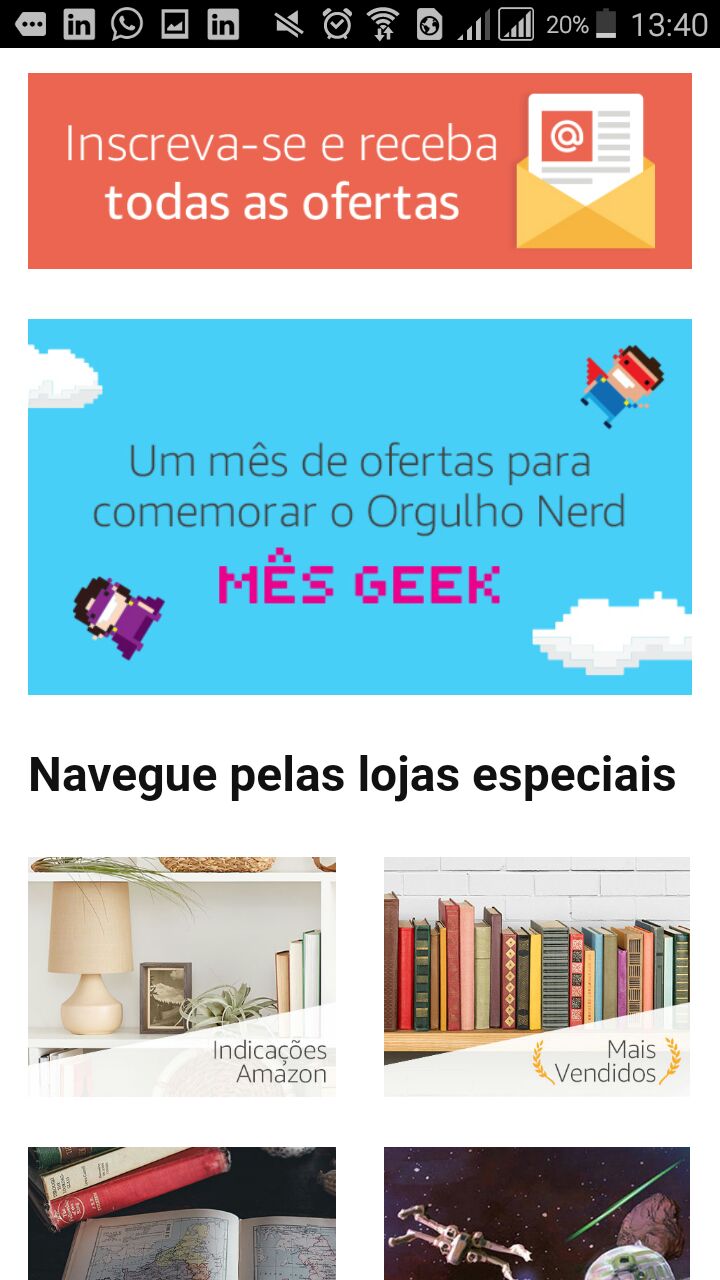 20% 13:40
Inscreva-se e receba
todas as ofertas
Um mês de ofertas para
comemorar o Orgulho Nerd
MÊS GEEK
Navegue pelas lojas especiais
Indicações
Amazon
Mais
Vendidos